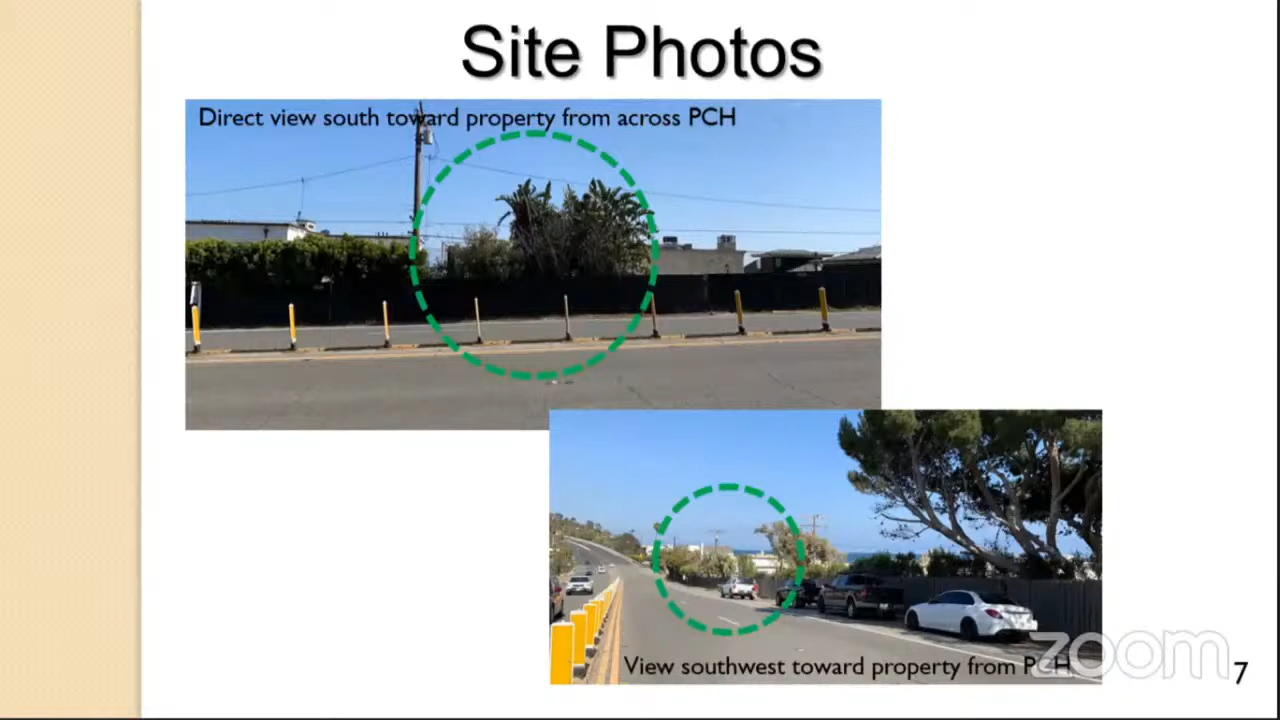 Site Photos
Direct view south toward property from across PCH
View southwest toward property from PCH
zoom
7